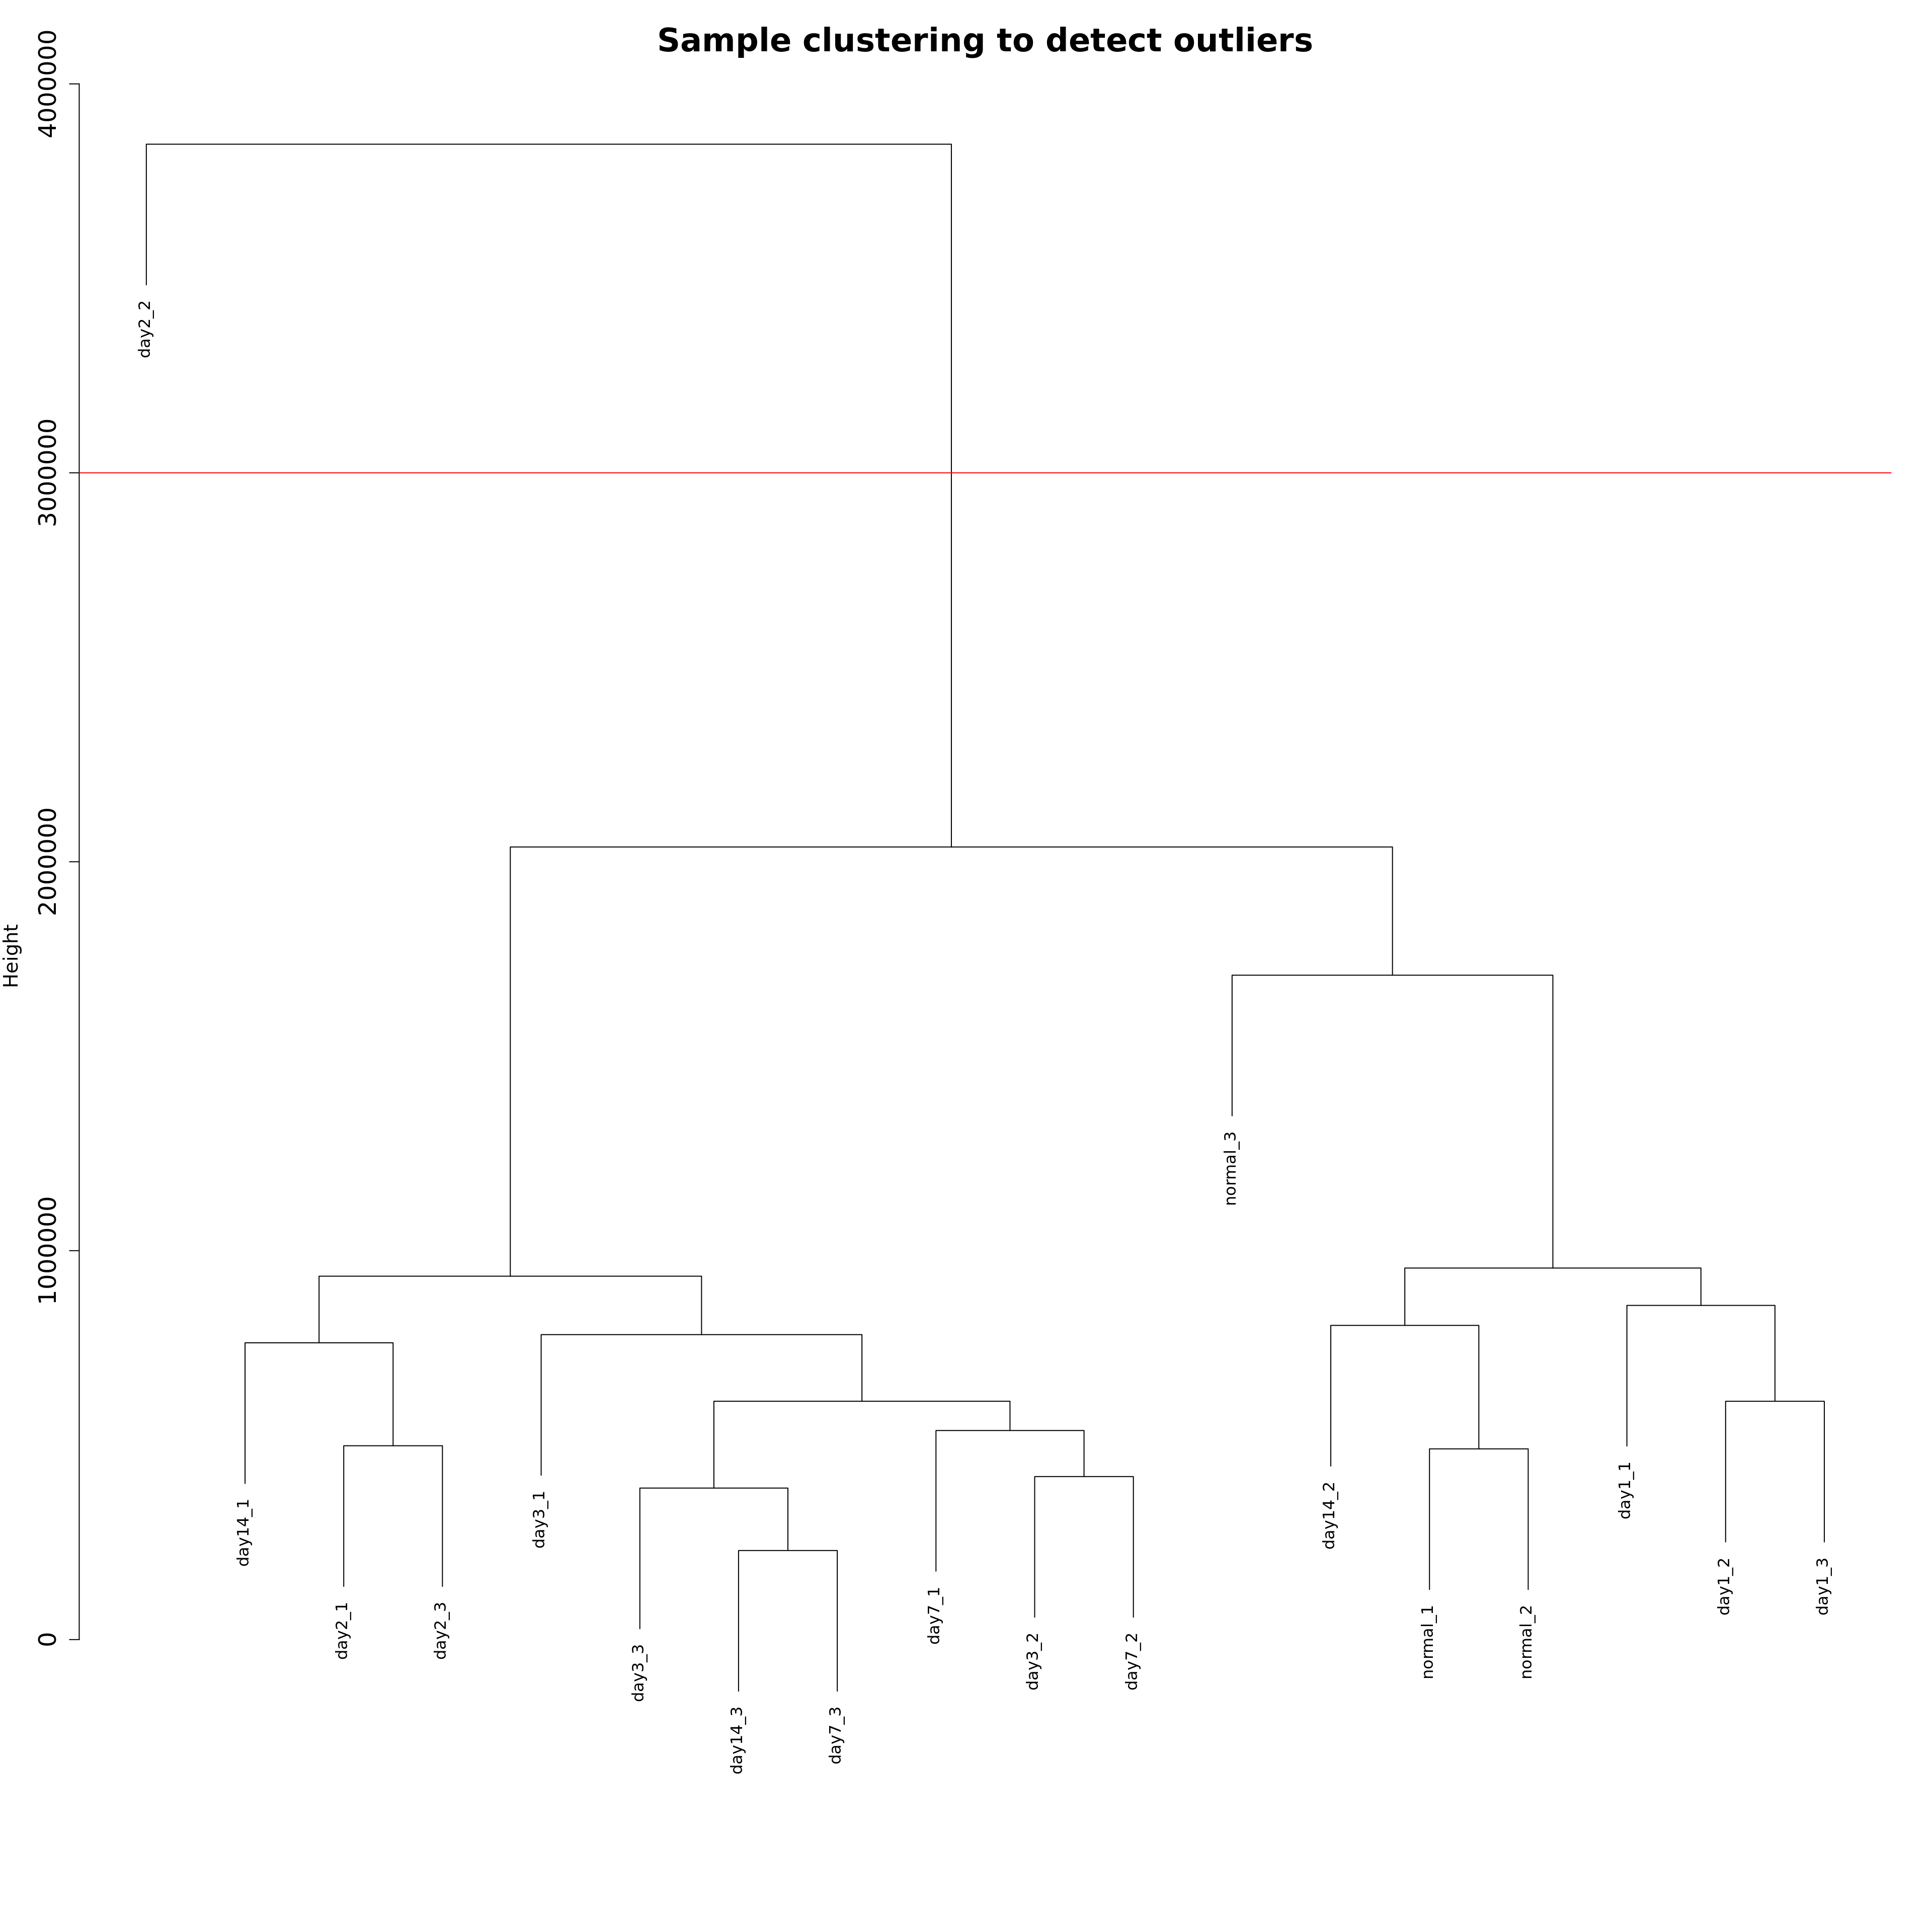 Sample clustering to detect outliers
4000000
3000000
2000000
1000000
0
Height
day2_2
normal_3
day14_1
day2_1
day2_3
day3_1
day3_3
day14_3
day7_3
day7_1
day3_2
day7_2
day14_2
normal_1
normal_2
day1_1
day1_2
day1_3